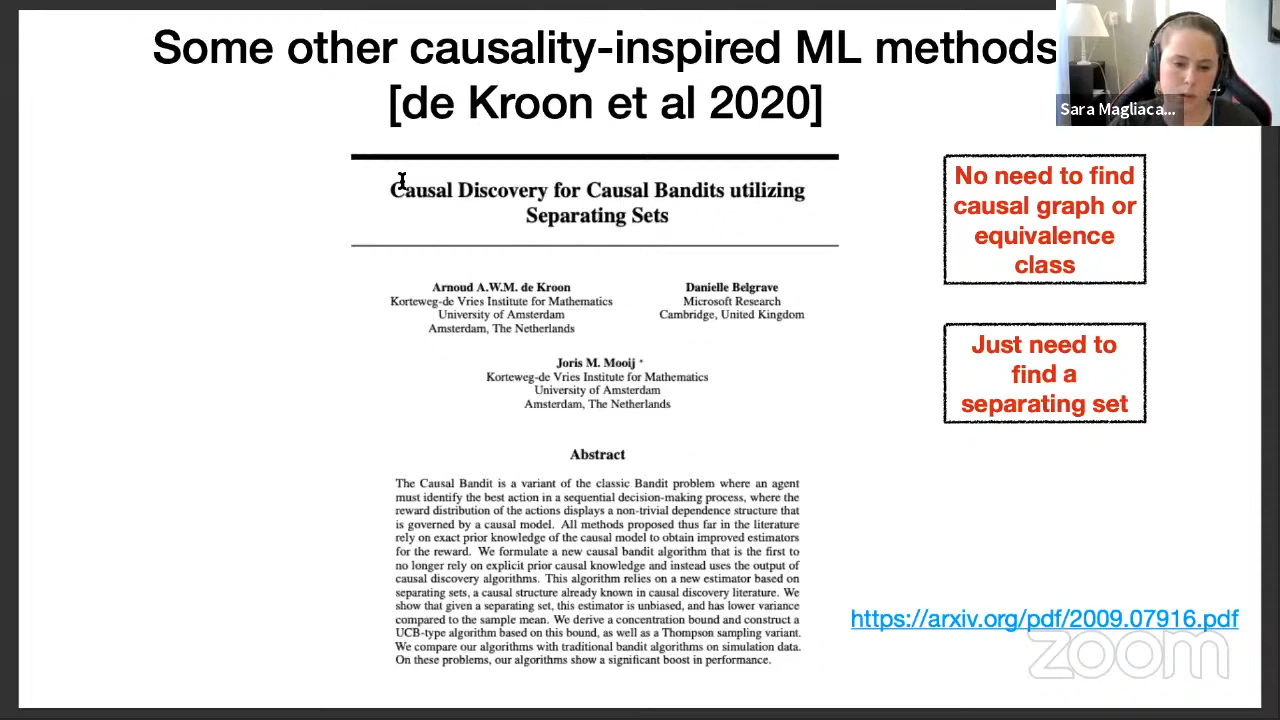 Some other causality-inspired ML methods
[de Kroon et al 2020]
Sara Magliaca...
Causal Discovery for Causal Bandits utilizing
Separating Sets
Arnoud A.W.M. de Kroon
Korteweg-de Vries Institute for Mathematics
University of Amsterdam
Amsterdam, The Netherlands
Danielle Belgrave
Microsoft Research
Cambridge, United Kingdom
Joris M. Mooij *
Korteweg-de Vries Institute for Mathematics
University of Amsterdam
Amsterdam, The Netherlands
Abstract
The Causal Bandit is a variant of the classic Bandit problem where an agent
must identify the best action in a sequential decision-making process, where the
reward distribution of the actions displays a non-trivial dependence structure that
is governed by a causal model. All methods proposed thus far in the literature
rely on exact prior knowledge of the causal model to obtain improved estimators
for the reward. We formulate a new causal bandit algorithm that is the first to
no longer rely on explicit prior causal knowledge and instead uses the output of
causal discovery algorithms. This algorithm relies on a new estimator based on
separating sets, a causal structure already known in causal discovery literature. We
show that given a separating set, this estimator is unbiased, and has lower variance
compared to the sample mean. We derive a concentration bound and construct a
UCB-type algorithm based on this bound, as well as a Thompson sampling variant.
We compare our algorithms with traditional bandit algorithms on simulation data.
On these problems, our algorithms show a significant boost in performance.
No need to find
causal graph or
equivalence
class
Just need to
find a
separating set
https://arxiv.org/pdf/2009.07916.pdf
zoom